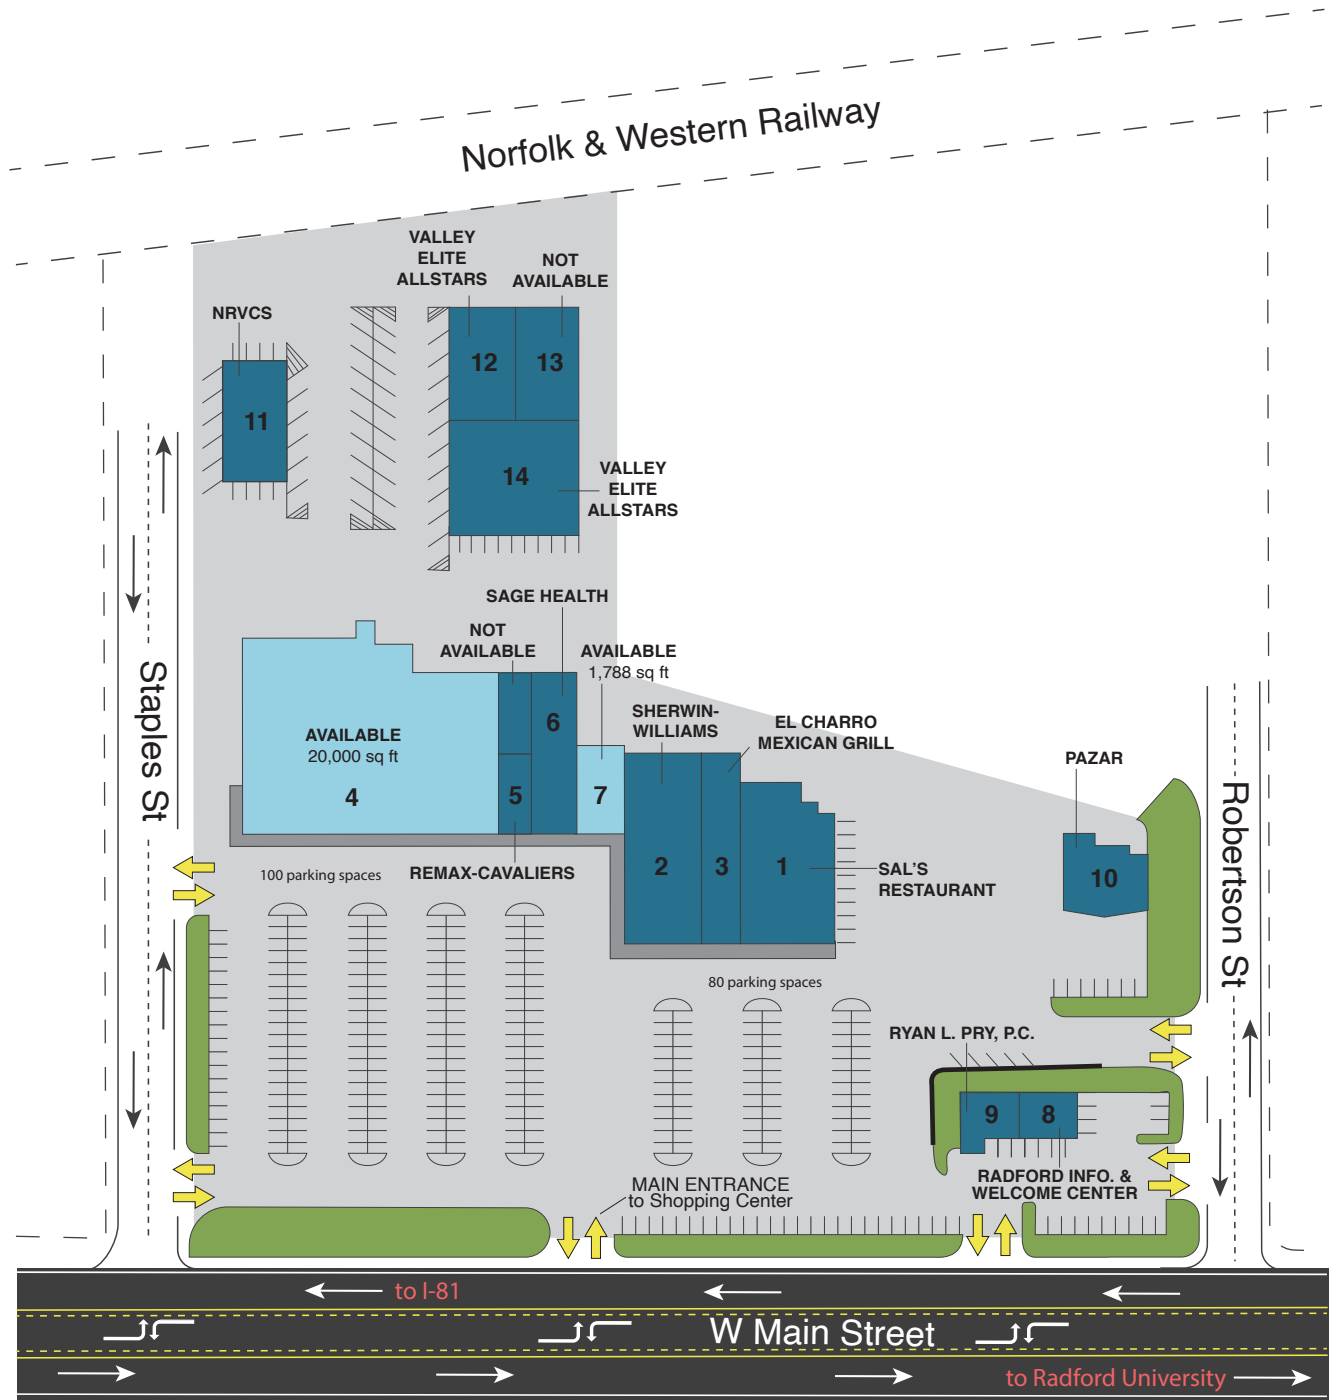 Norfolk & Western Railway
VALLEY
ELITE
ALLSTARS
NOT
AVAILABLE
NRVCS
12
13
11
14
VALLEY
ELITE
ALLSTARS
SAGE HEALTH
NOT
AVAILABLE
AVAILABLE
1,788 sq ft
Staples St
6
SHERWIN-
WILLIAMS
EL CHARRO
MEXICAN GRILL
AVAILABLE
20,000 sq ft
4
5
7
PAZAR
Robertson St
2
3
1
10
SAL'S
RESTAURANT
100 parking spaces
REMAX-CAVALIERS
80 parking spaces
RYAN L. PRY, P.C.
9
8
MAIN ENTRANCE
to Shopping Center
RADFORD INFO. &
WELCOME CENTER
to I-81
W Main Street
to Radford University